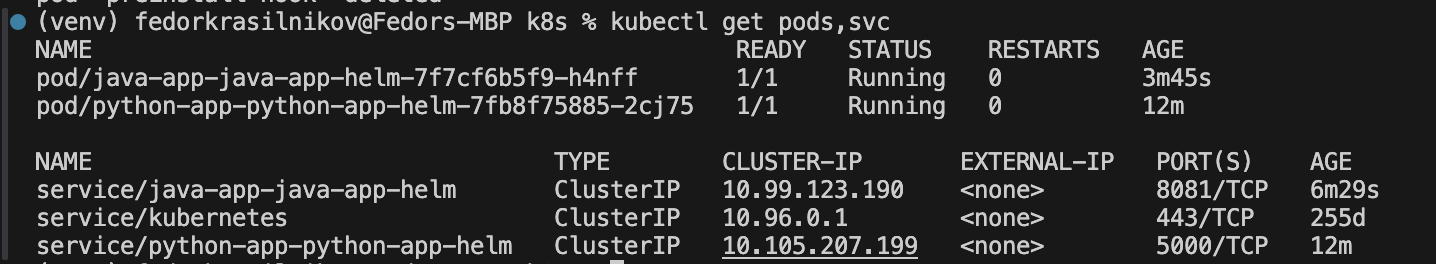 (venv) fedorkrasilnikov@Fedors-MBP k8s % kubectl get pods,svc
NAME READY STATUS RESTARTS AGE
pod/java-app-java-app-helm-7f7cf6b5f9-h4nff 1/1 Running 0 3m45s
pod/python-app-python-app-helm-7fb8f75885-2cj75 1/1 Running 0 12m
NAME TYPE CLUSTER-IP EXTERNAL-IP PORT(S) AGE
service/java-app-java-app-helm ClusterIP 10.99.123.190 <none> 8081/TCP 6m29s
service/kubernetes ClusterIP 10.96.0.1 <none> 443/TCP 255d
service/python-app-python-app-helm ClusterIP 10.105.207.199 <none> 5000/TCP 12m